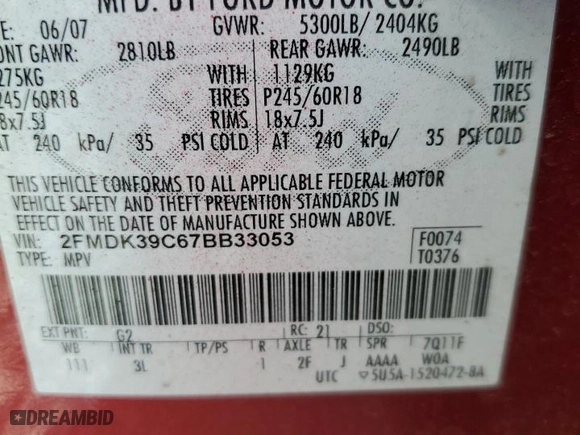 MFD. BY FORD MOTOR CO.
06/07 GVWR: 5300LB/ 2404KG
FRONT GAWR: 2810LB REAR GAWR: 2490LB
1275KG WITH 1129KG WITH
P245/60R18 TIRES P245/60R18 TIRES
18x7.5J RIMS 18x7.5J RIMS
AT 240 kPa/ 35 PSI COLD AT 240 kPa/ 35 PSI COLD
THIS VEHICLE CONFORMS TO ALL APPLICABLE FEDERAL MOTOR
VEHICLE SAFETY AND THEFT PREVENTION STANDARDS IN
EFFECT ON THE DATE OF MANUFACTURE SHOWN ABOVE.
VIN: 2FMDK39C67BB33053 F0074
TYPE: MPV T0376
EXT PNT: G2 RC: 21 DSO:
WB INT TR TP/PS R AXLE TR SPR 7Q11F
111 3L 1 2F J AAAA W0A
UTC 5U5A-1520472-BA
DREAMBID